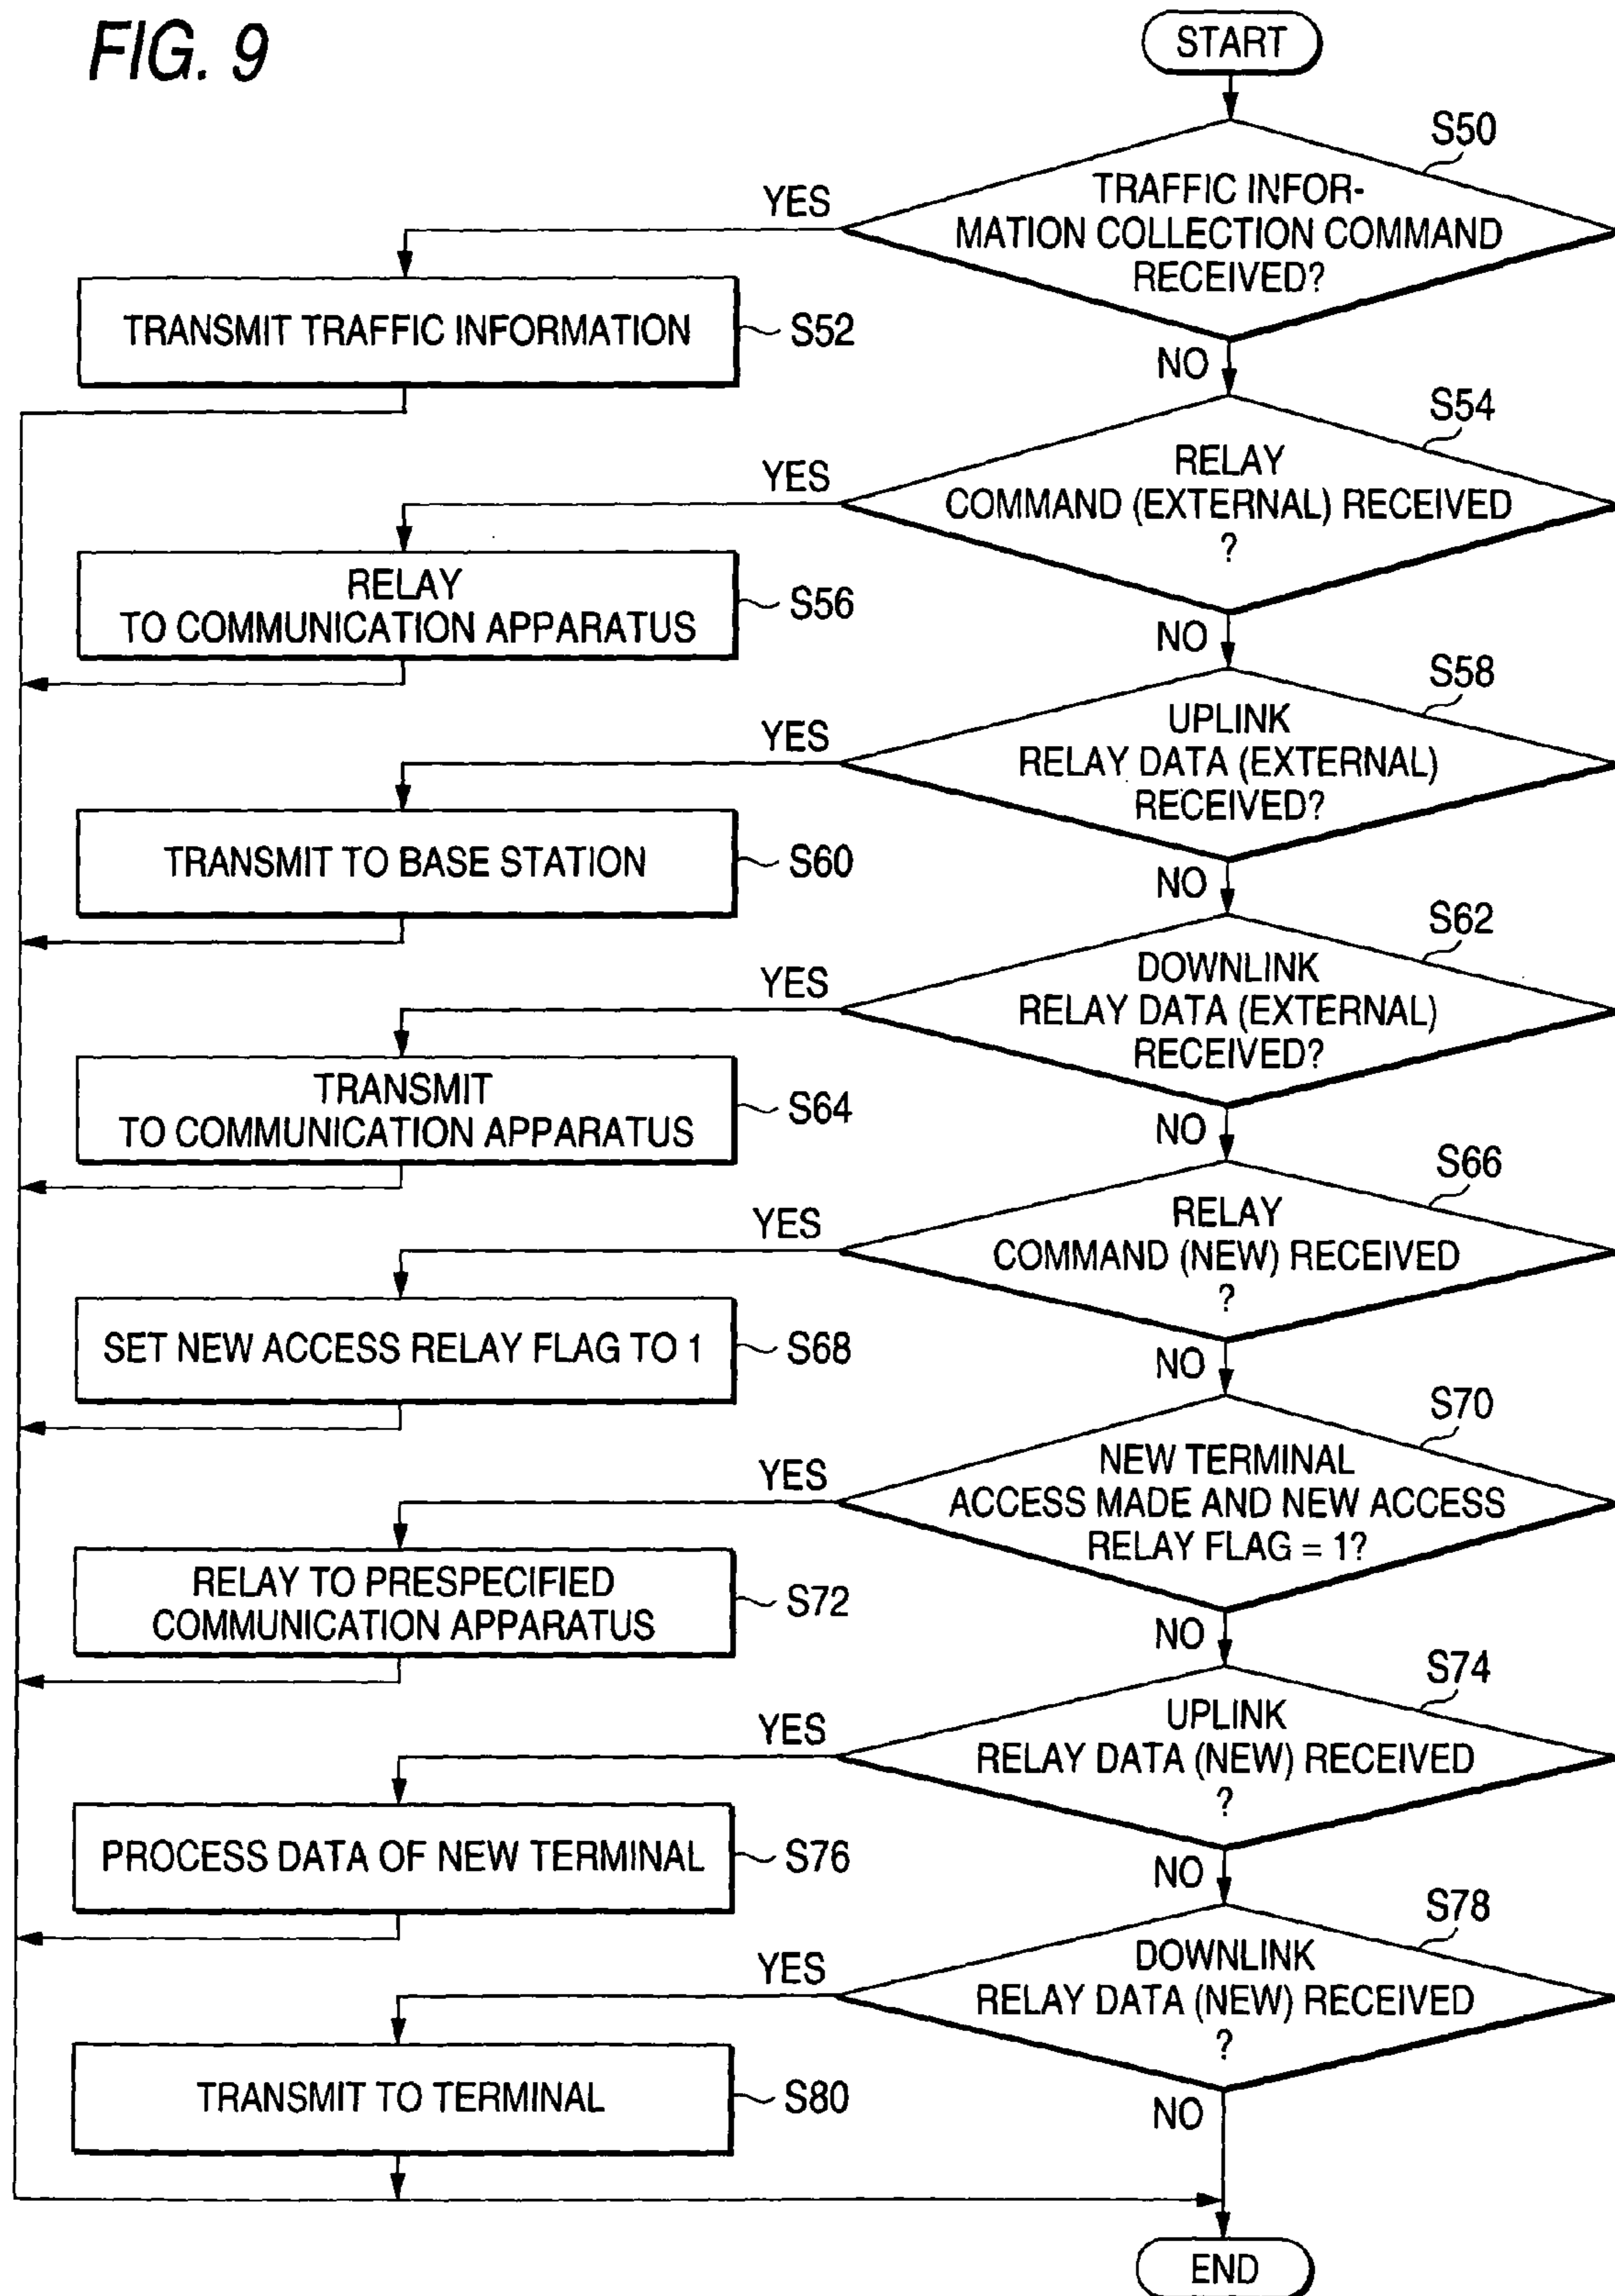 FIG. 9
START
S50
TRAFFIC INFOR-
MATION COLLECTION COMMAND
RECEIVED?
YES
NO
TRANSMIT TRAFFIC INFORMATION
S52
S54
RELAY
COMMAND (EXTERNAL) RECEIVED
?
YES
NO
RELAY
TO COMMUNICATION APPARATUS
S56
S58
UPLINK
RELAY DATA (EXTERNAL)
RECEIVED?
YES
NO
TRANSMIT TO BASE STATION
S60
S62
DOWNLINK
RELAY DATA (EXTERNAL)
RECEIVED?
YES
NO
TRANSMIT
TO COMMUNICATION APPARATUS
S64
S66
RELAY
COMMAND (NEW) RECEIVED
?
YES
NO
SET NEW ACCESS RELAY FLAG TO 1
S68
S70
NEW TERMINAL
ACCESS MADE AND NEW ACCESS
RELAY FLAG = 1?
YES
NO
RELAY TO PRESPECIFIED
COMMUNICATION APPARATUS
S72
S74
UPLINK
RELAY DATA (NEW) RECEIVED
?
YES
NO
PROCESS DATA OF NEW TERMINAL
S76
S78
DOWNLINK
RELAY DATA (NEW) RECEIVED
?
YES
NO
TRANSMIT TO TERMINAL
S80
END